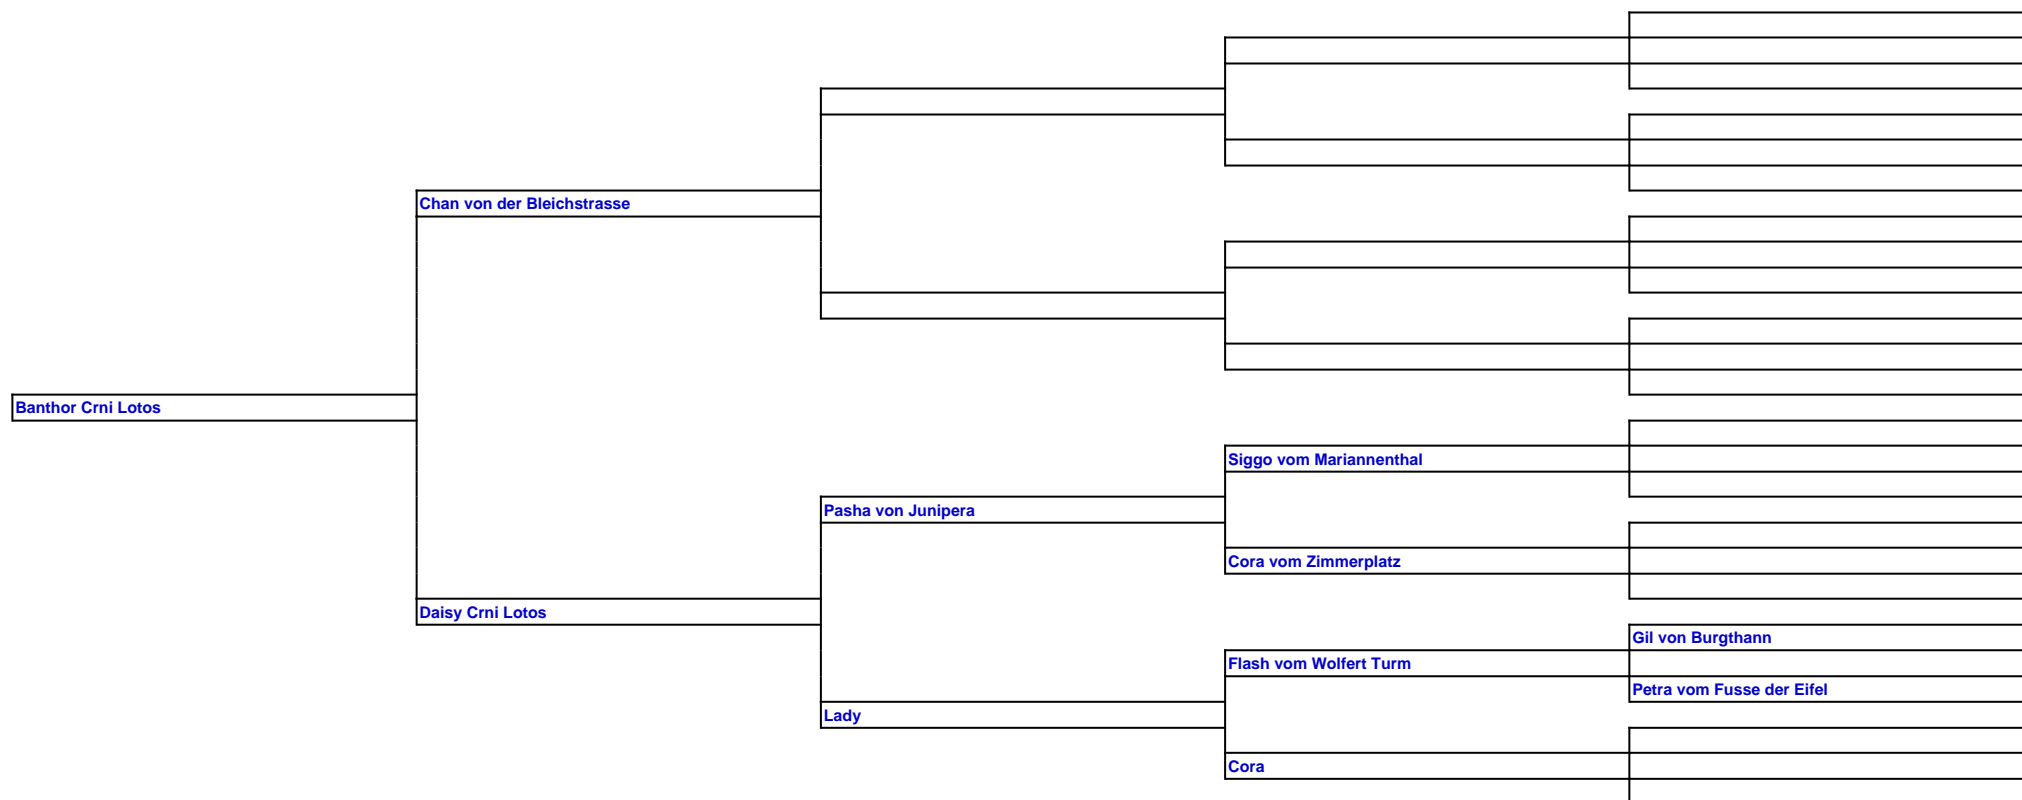 Chan von der Bleichstrasse
Banthor Crni Lotos
Siggo vom Mariannenthal
Pasha von Junipera
Cora vom Zimmerplatz
Daisy Crni Lotos
Gil von Burgthann
Flash vom Wolfert Turm
Petra vom Fusse der Eifel
Lady
Cora